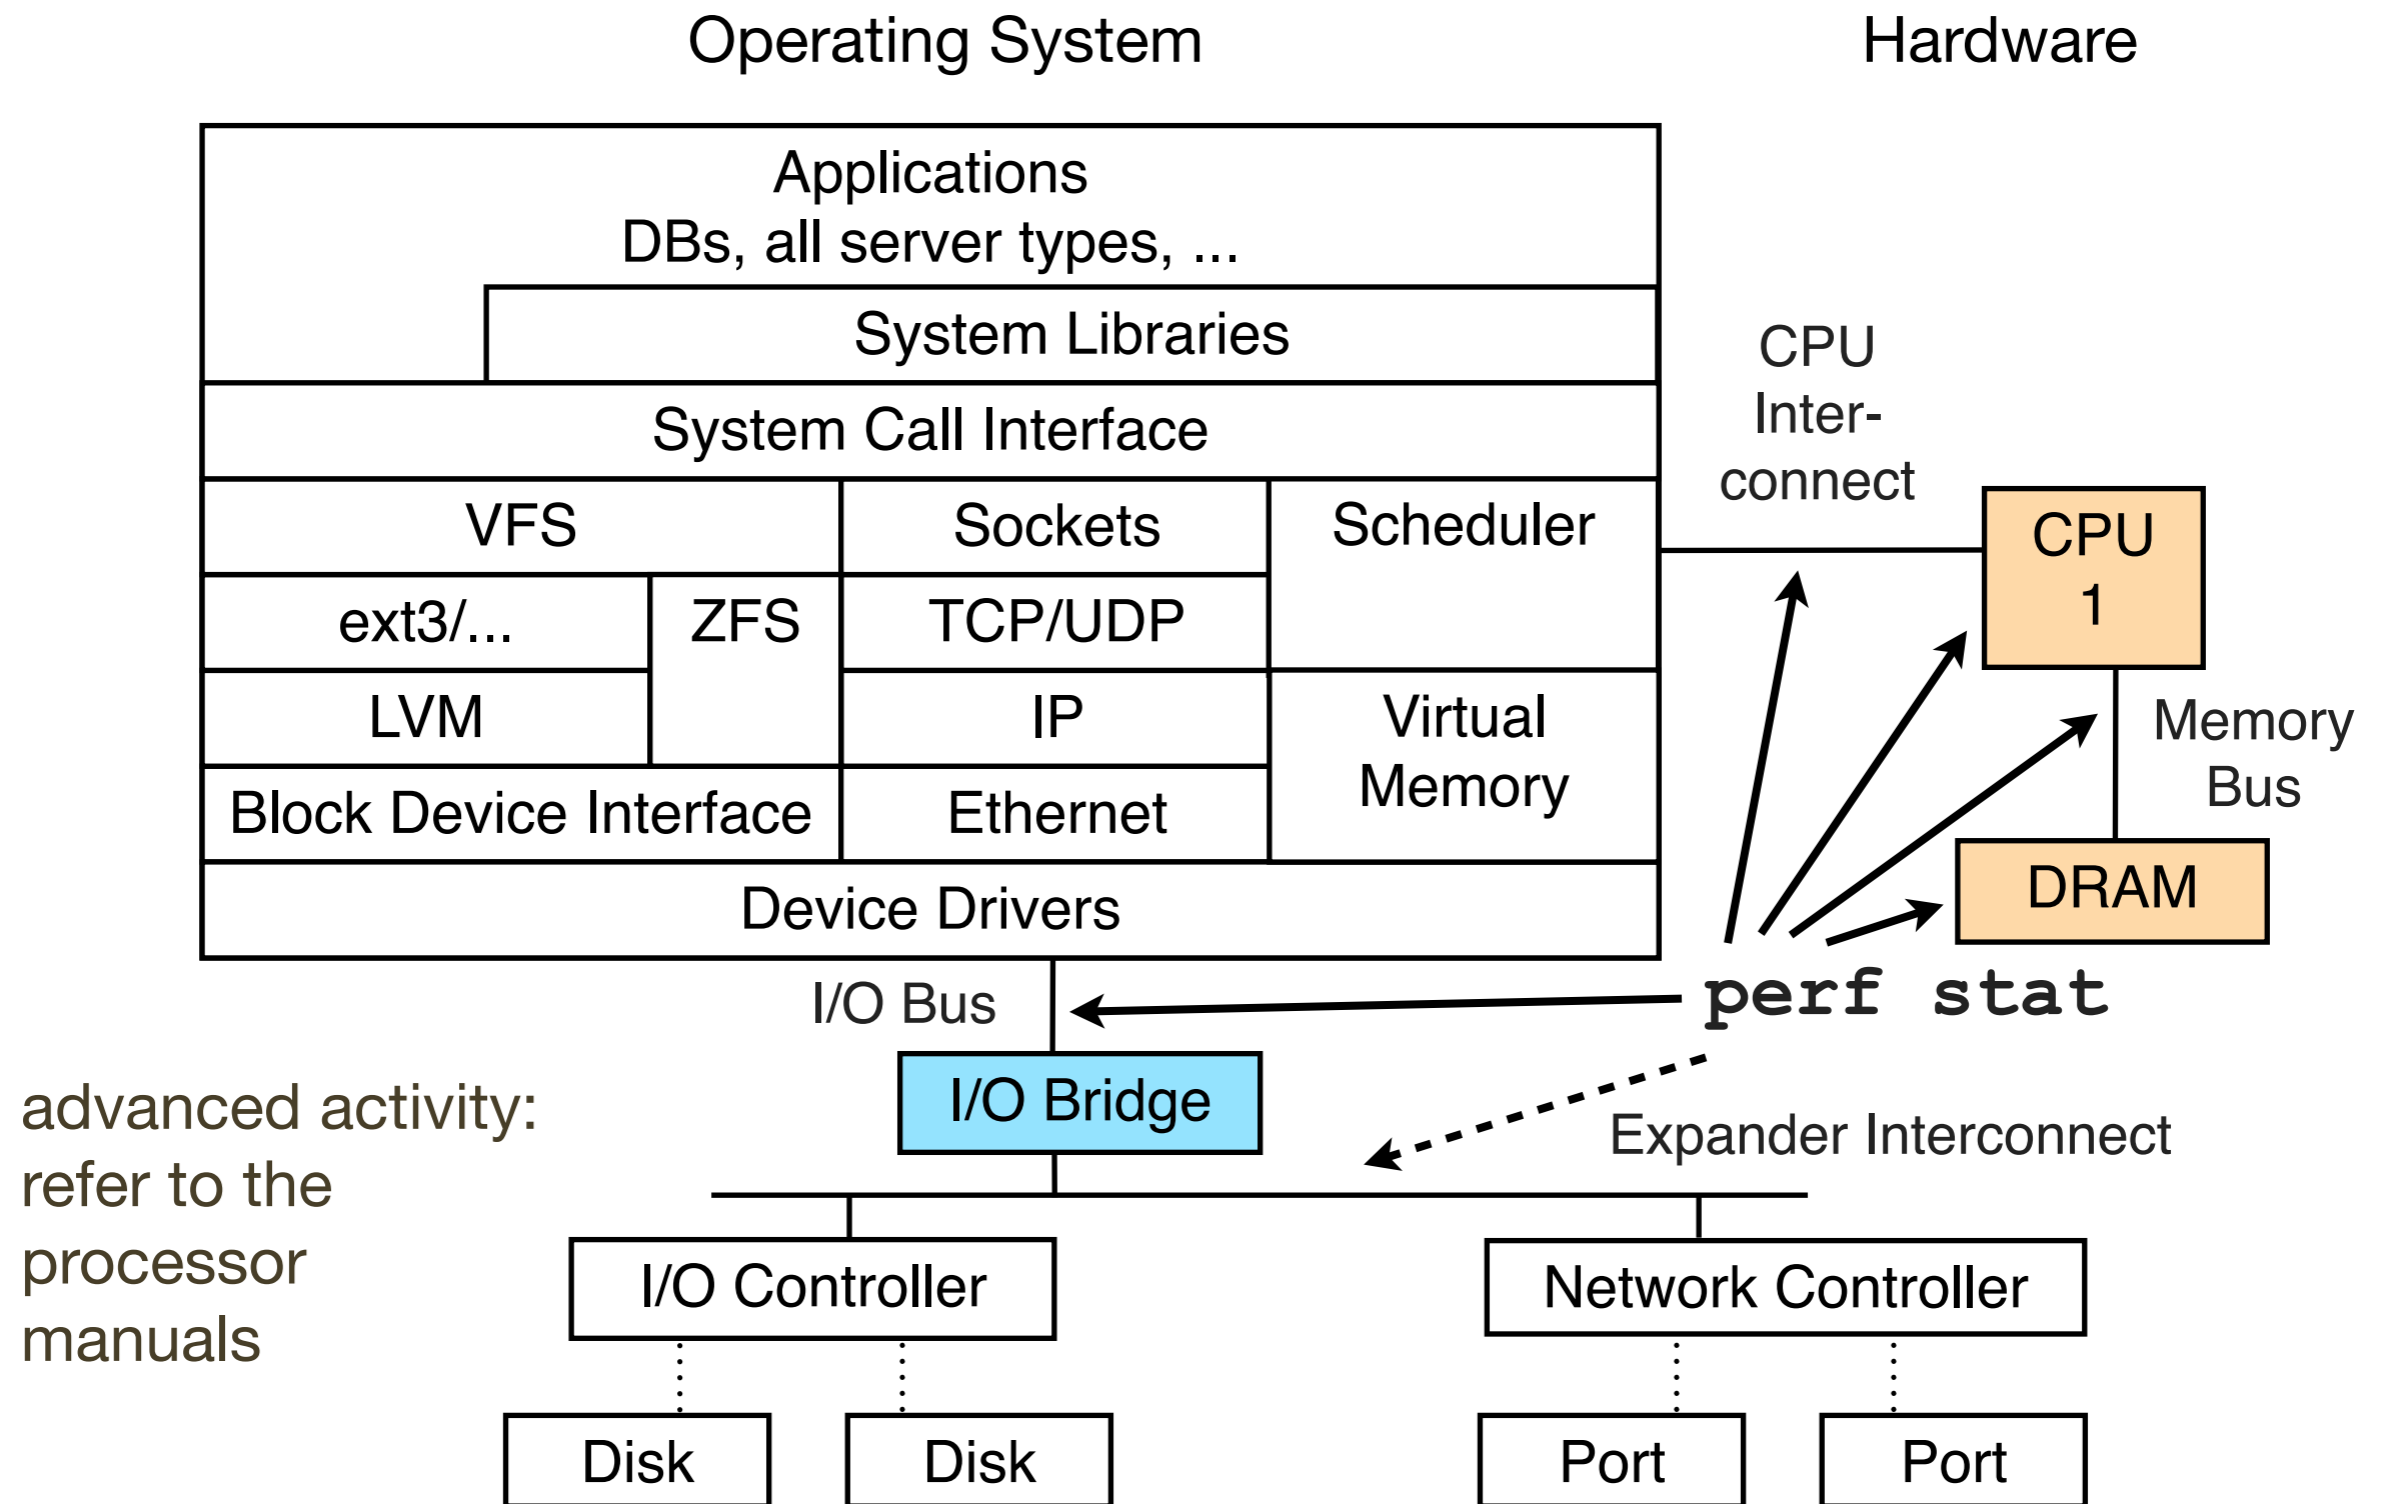 Operating System
Hardware
Applications
DBs, all server types, ...
System Libraries
System Call Interface
VFS
Sockets
Scheduler
ext3/...
ZFS
TCP/UDP
LVM
IP
Virtual
Memory
Block Device Interface
Ethernet
Device Drivers
CPU
Inter-
connect
CPU
1
Memory
Bus
DRAM
perf stat
I/O Bus
I/O Bridge
Expander Interconnect
advanced activity:
refer to the
processor
manuals
I/O Controller
Network Controller
Disk
Disk
Port
Port